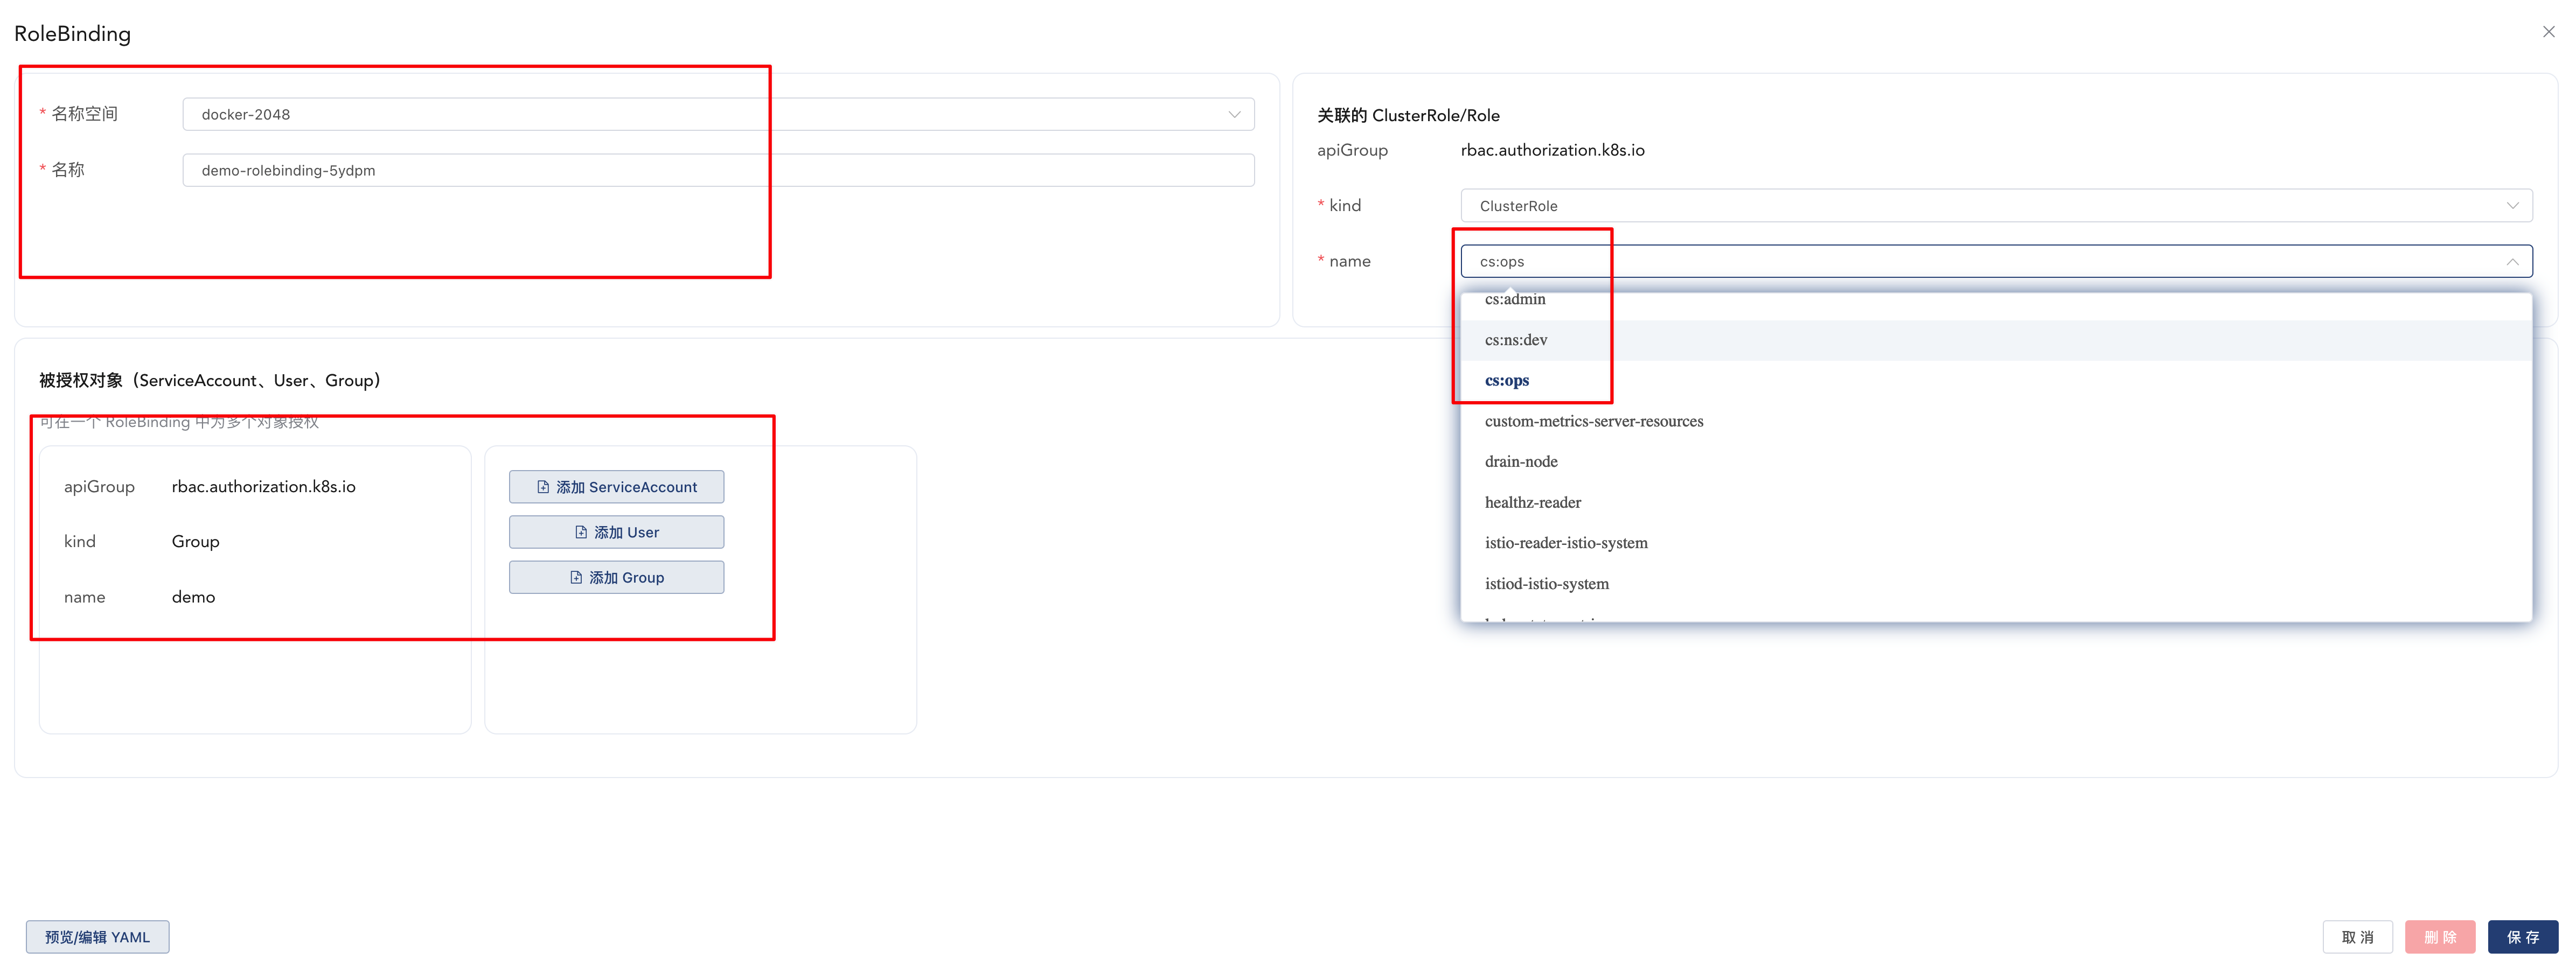 RoleBinding
* 名称空间 docker-2048
* 名称 demo-rolebinding-5ydpm
关联的 ClusterRole/Role
apiGroup rbac.authorization.k8s.io
* kind ClusterRole
* name cs:ops
cs:admin
cs:ns:dev
cs:ops
custom-metrics-server-resources
drain-node
healthz-reader
istio-reader-istio-system
istiod-istio-system
被授权对象（ServiceAccount、User、Group）
可在一个 RoleBinding 中为多个对象授权
apiGroup rbac.authorization.k8s.io
kind Group
name demo
添加 ServiceAccount
添加 User
添加 Group
预览/编辑 YAML
取 消
删 除
保 存